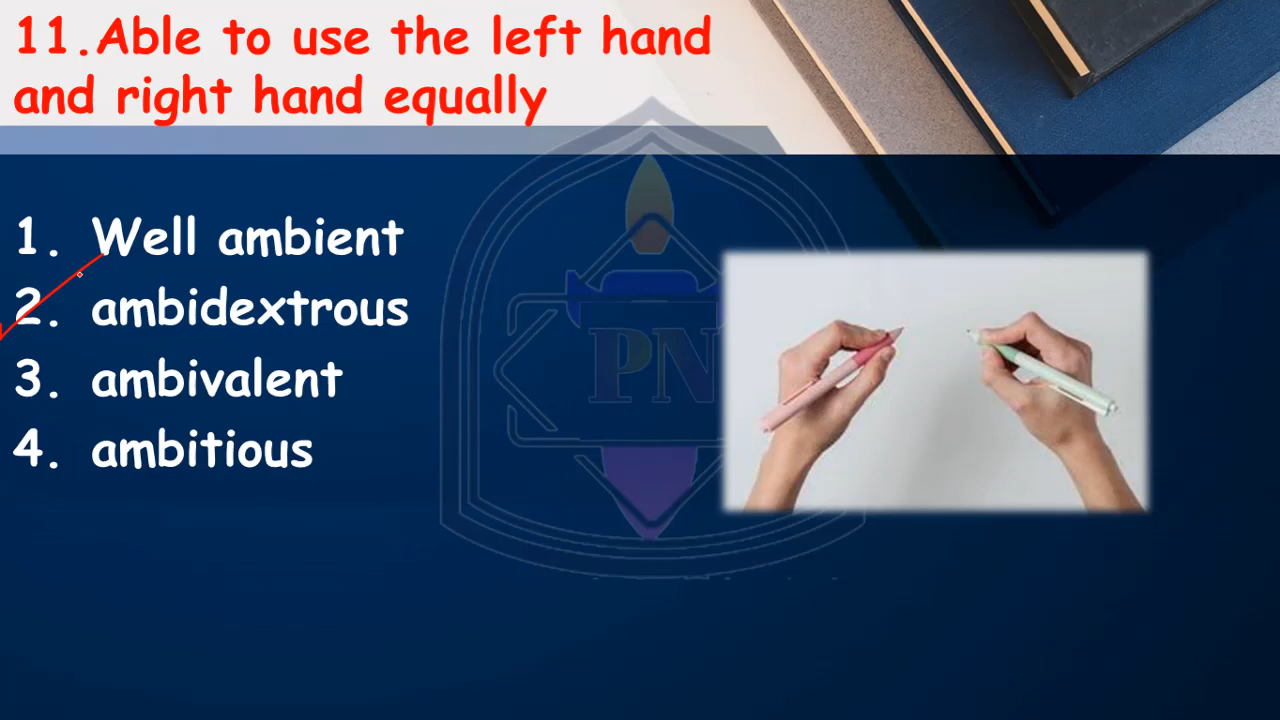 11.Able to use the left hand
and right hand equally
1. Well ambient
2. ambidextrous
3. ambivalent
4. ambitious
PN